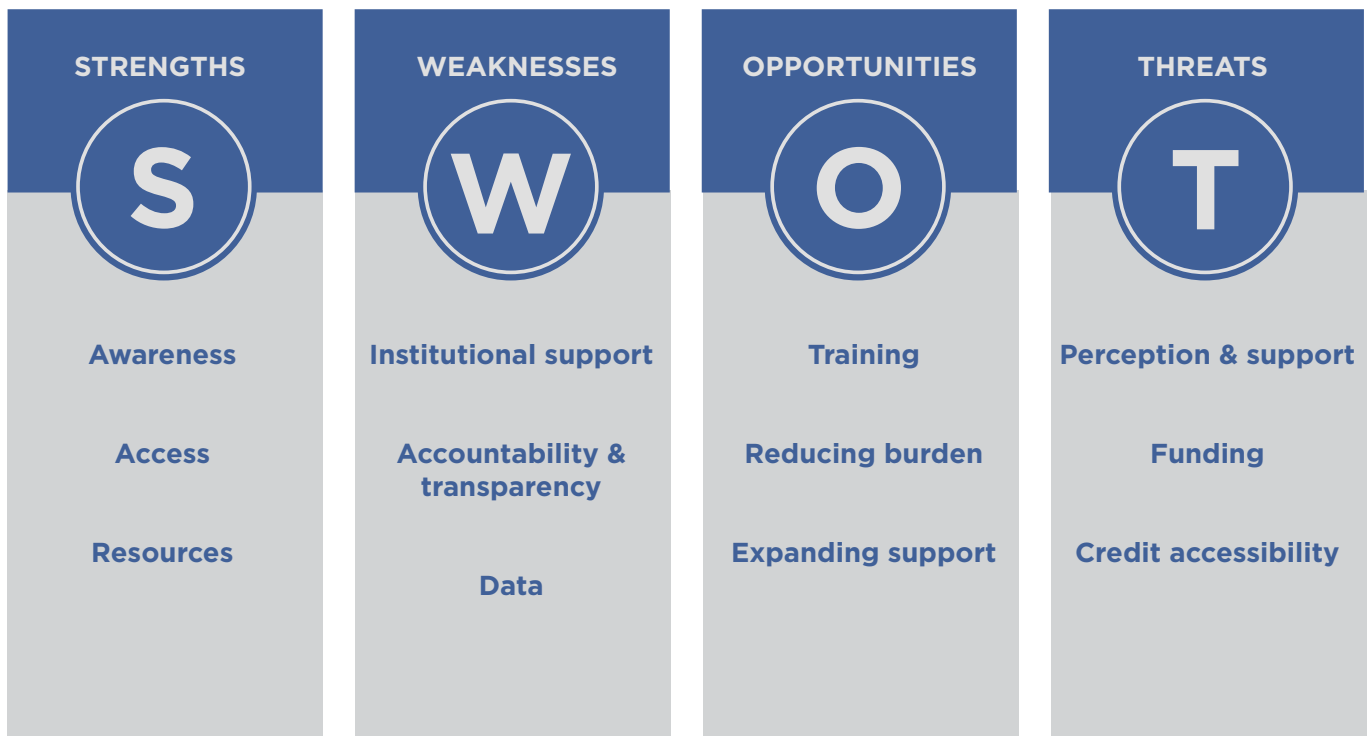 STRENGTHS
S
Awareness
Access
Resources
WEAKNESSES
W
Institutional support
Accountability &
transparency
Data
OPPORTUNITIES
O
Training
Reducing burden
Expanding support
THREATS
T
Perception & support
Funding
Credit accessibility